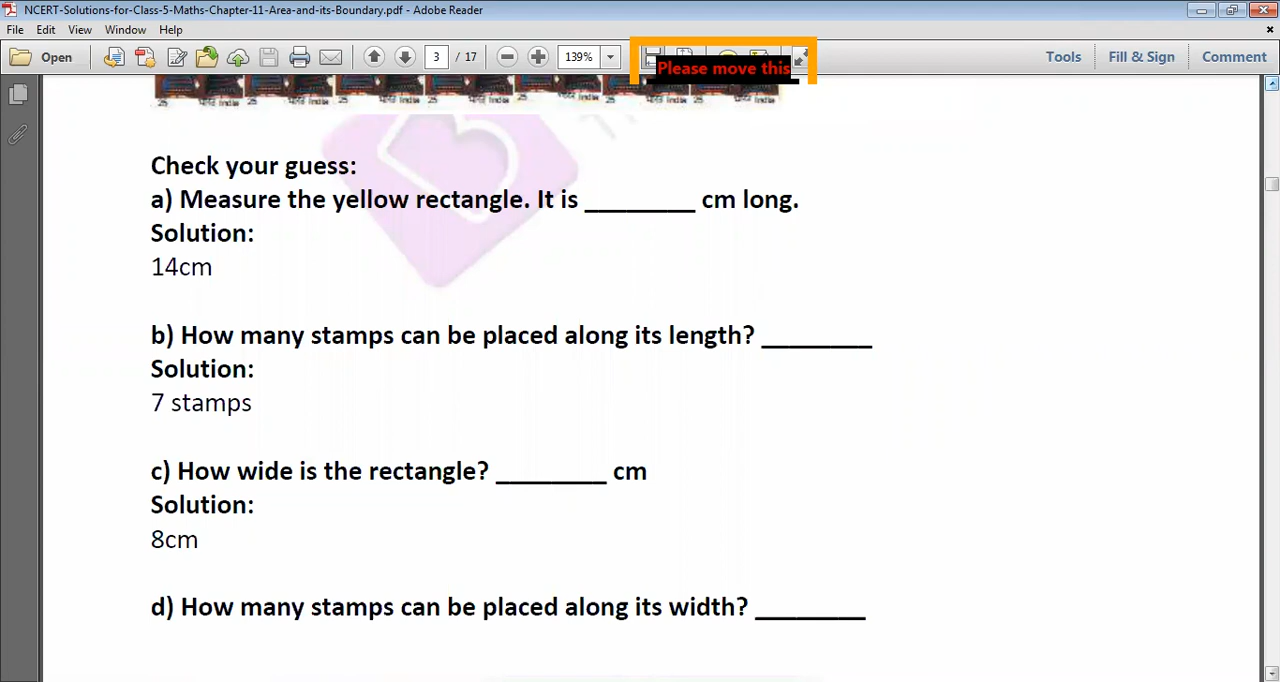 NCERT-Solutions-for-Class-5-Maths-Chapter-11-Area-and-its-Boundary.pdf - Adobe Reader
File Edit View Window Help
Open 3 / 17 139% Tools Fill & Sign Comment
Please move this
Check your guess:
a) Measure the yellow rectangle. It is ________ cm long.
Solution:
14cm
b) How many stamps can be placed along its length? ________
Solution:
7 stamps
c) How wide is the rectangle? ________ cm
Solution:
8cm
d) How many stamps can be placed along its width? ________